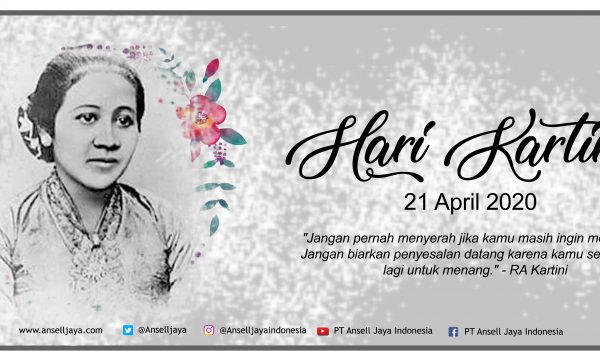 Hari Kartin
21 April 2020
"Jangan pernah menyerah jika kamu masih ingin
Jangan biarkan penyesalan datang karena kamu
lagi untuk menang." - RA Kartini
www.anselljaya.com @Anselljaya @Anselljayaindonesia PT Ansell Jaya Indonesia PT Ansell Jaya Indonesia